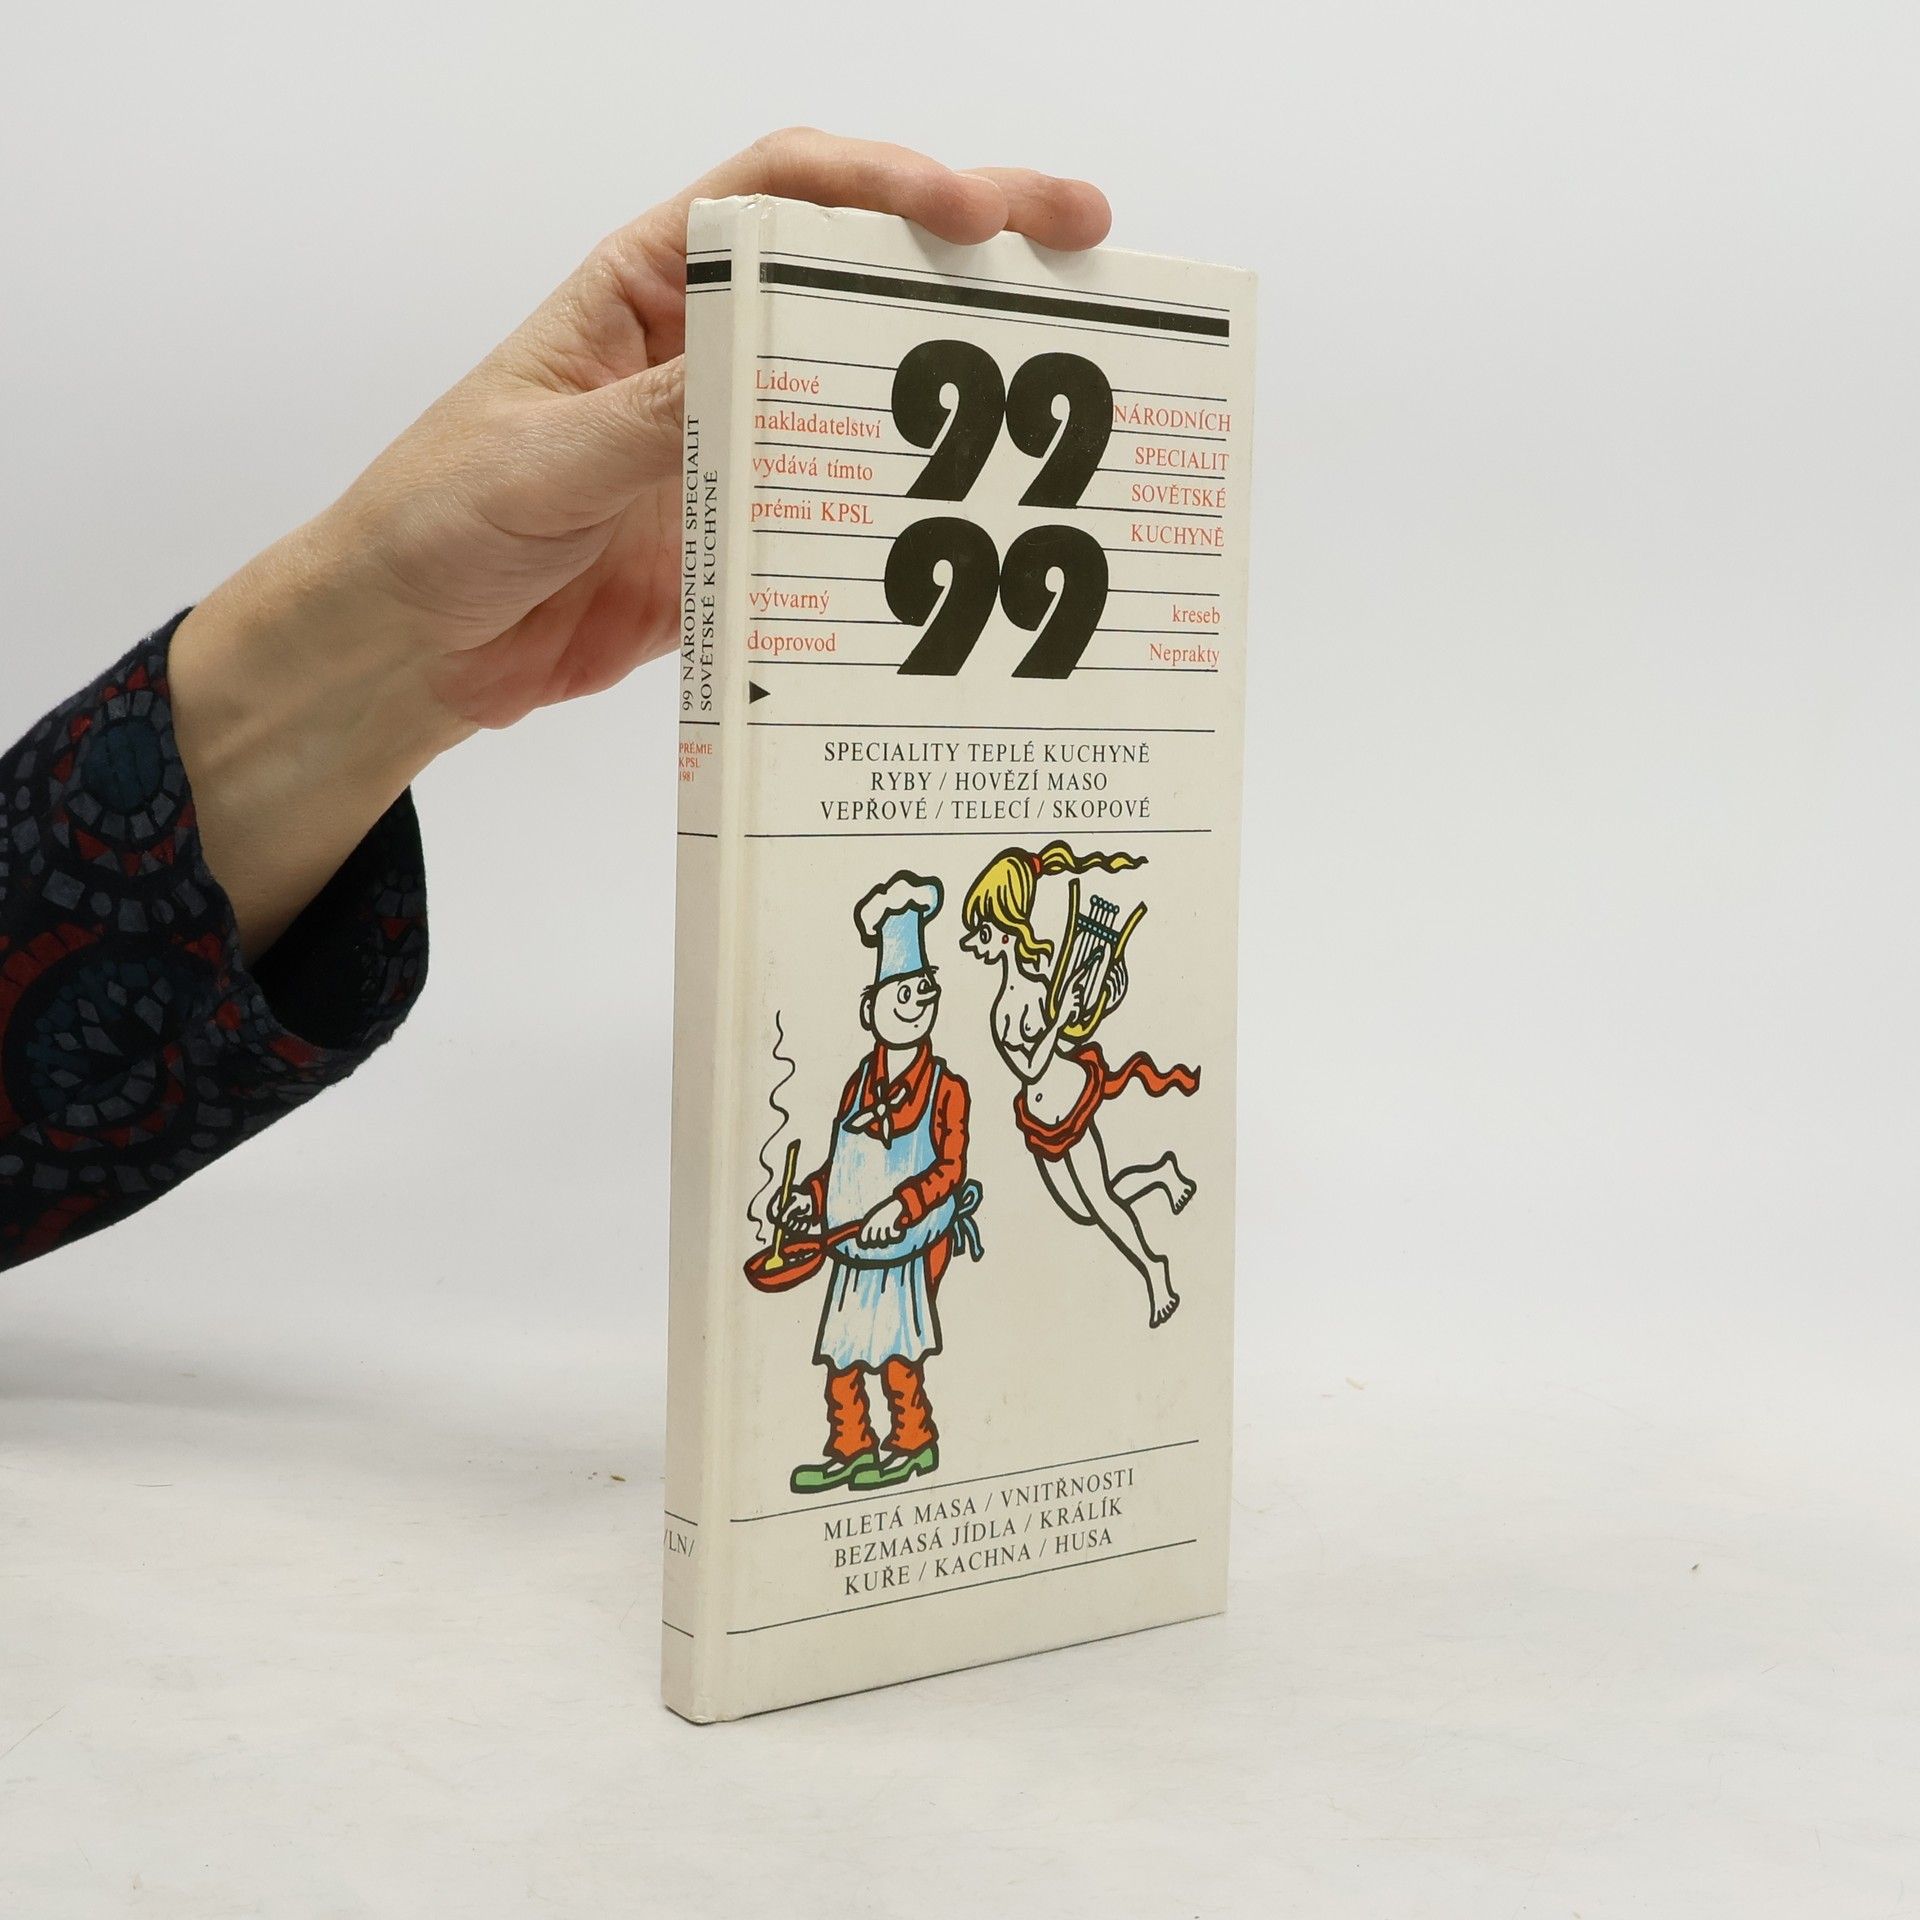 99 NÁRODNÍCH SPECIALIT
SOVĚTSKÉ KUCHYNĚ
PRÉMIE
KPSL
1981
/LN/
Lidové
nakladatelství
vydává tímto
prémii KPSL
99
NÁRODNÍCH
SPECIALIT
SOVĚTSKÉ
KUCHYNĚ
výtvarný
doprovod
99
kreseb
Neprakty
SPECIALITY TEPLÉ KUCHYNĚ
RYBY / HOVĚZÍ MASO
VEPŘOVÉ / TELECÍ / SKOPOVÉ
MLETÁ MASA / VNITŘNOSTI
BEZMASÁ JÍDLA / KRÁLÍK
KUŘE / KACHNA / HUSA